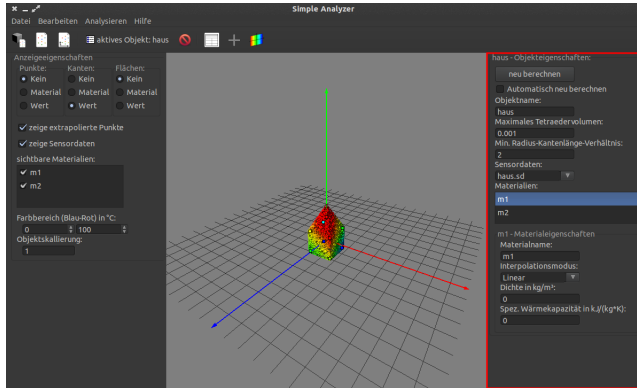 Simple Analyzer
Datei Bearbeiten Analysieren Hilfe
aktives Objekt: haus
Anzeigeeigenschaften
Punkte: Kanten: Flächen:
Kein Kein Kein
Material Material Material
Wert Wert Wert
zeige extrapolierte Punkte
zeige Sensordaten
sichtbare Materialien:
m1
m2
Farbbereich (Blau-Rot) in °C:
0 100
Objektskallierung:
1
haus - Objekteigenschaften:
neu berechnen
Automatisch neu berechnen
Objektname:
haus
Maximales Tetraedervolumen:
0.001
Min. Radius-Kantenlänge-Verhältnis:
2
Sensordaten:
haus.sd
Materialien:
m1
m2
m1 - Materialeigenschaften
Materialname:
m1
Interpolationsmodus:
Linear
Dichte in kg/m³:
0
Spez. Wärmekapazität in kJ/(kg*K):
0